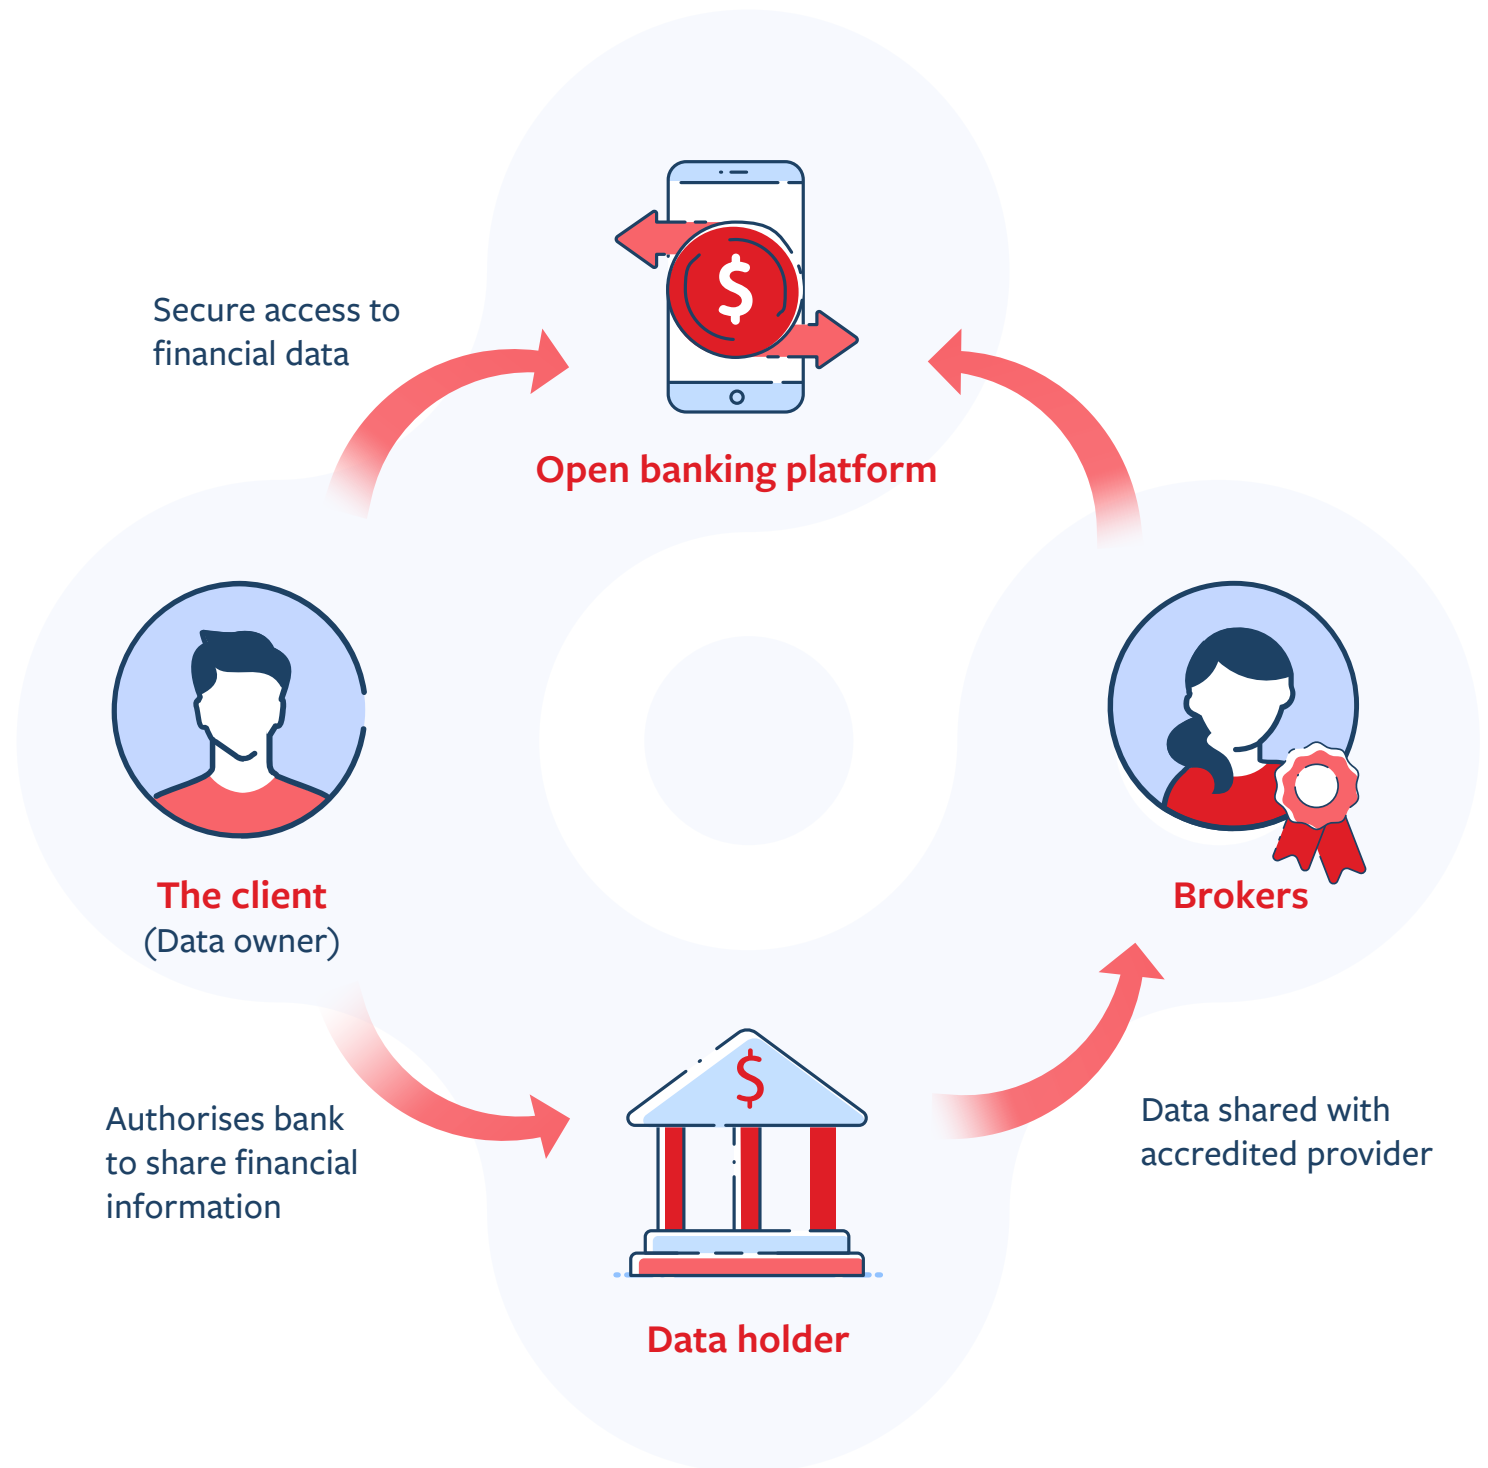 Secure access to
financial data
Open banking platform
The client
(Data owner)
Brokers
Authorises bank
to share financial
information
Data shared with
accredited provider
$
$
Data holder